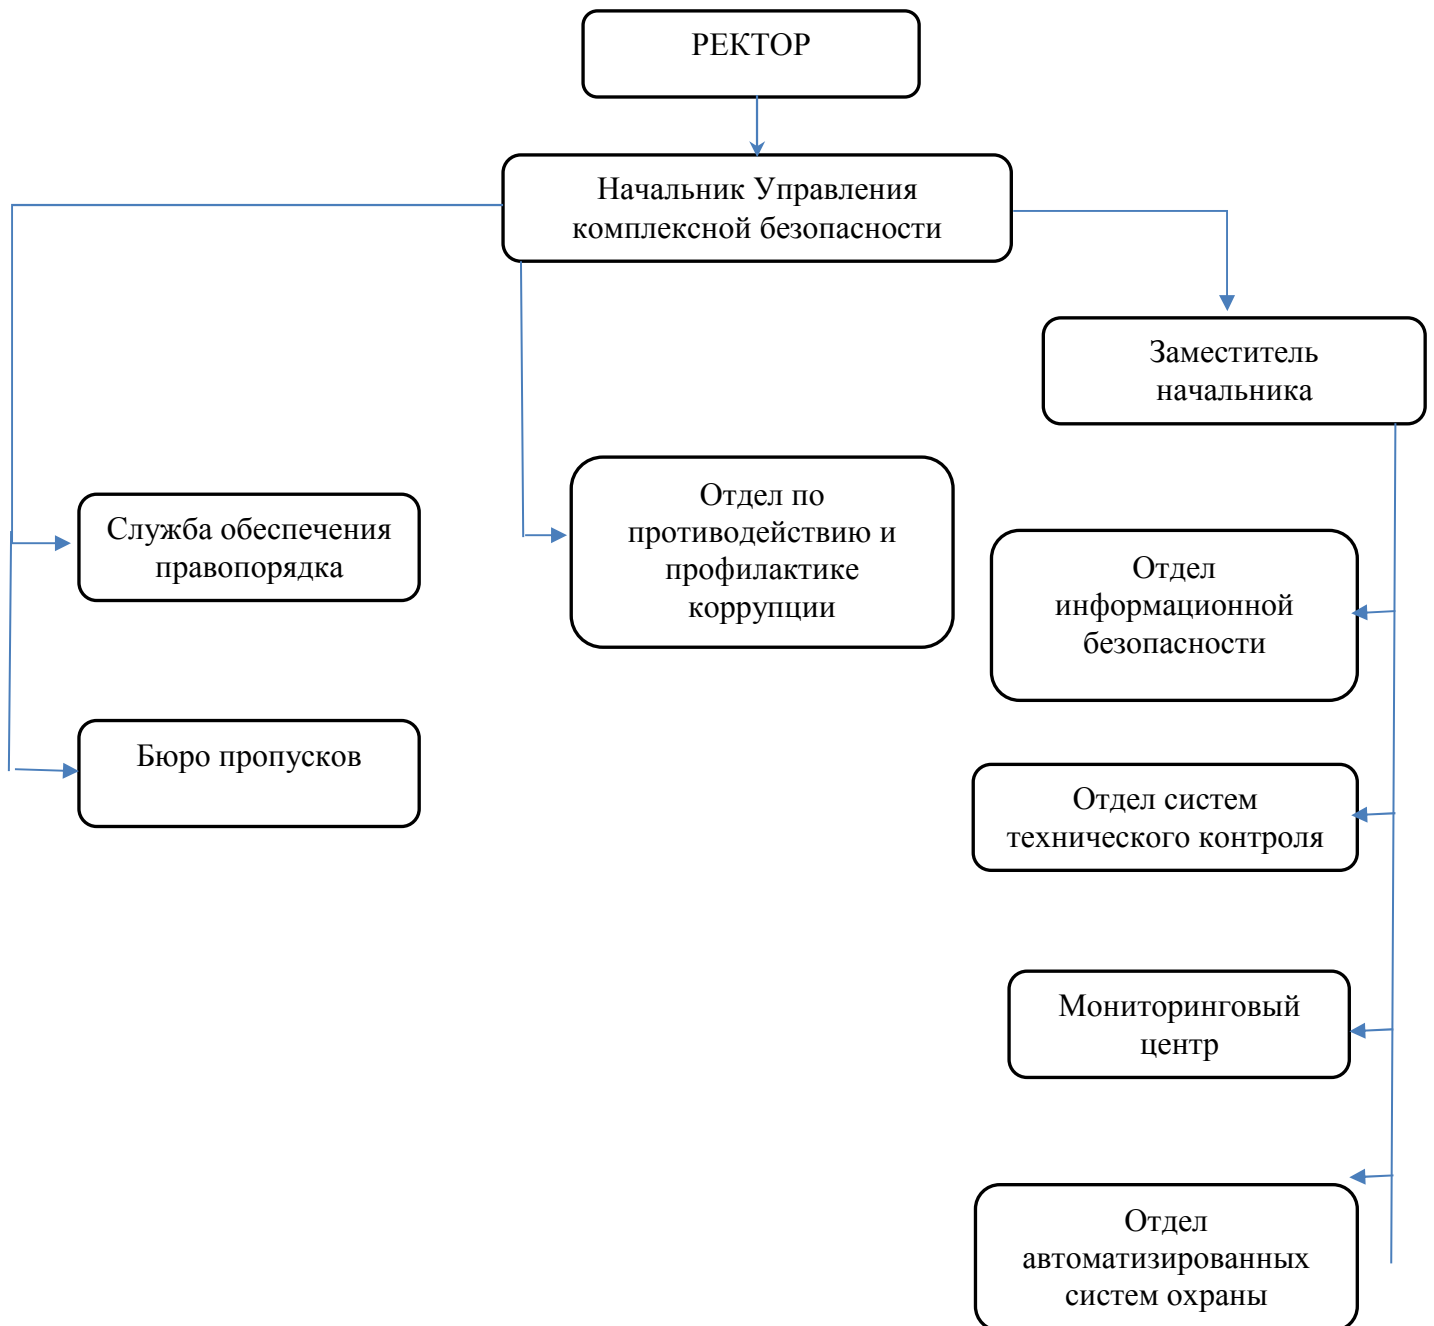 РЕКТОР
Начальник Управления
комплексной безопасности
Заместитель
начальника
Служба обеспечения
правопорядка
Отдел по
противодействию и
профилактике
коррупции
Отдел
информационной
безопасности
Бюро пропусков
Отдел систем
технического контроля
Мониторинговый
центр
Отдел
автоматизированных
систем охраны